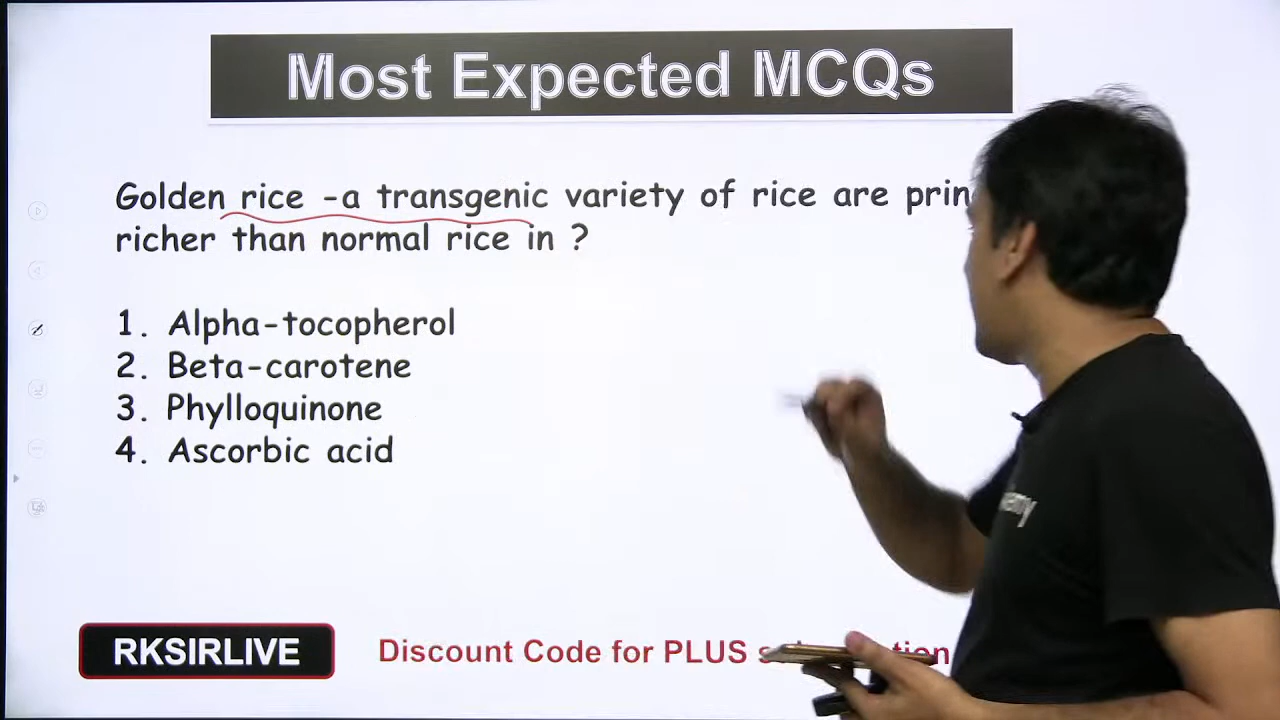 Most Expected MCQs
Golden rice -a transgenic variety of rice are
richer than normal rice in ?
1. Alpha-tocopherol
2. Beta-carotene
3. Phylloquinone
4. Ascorbic acid
RKSIRLIVE
Discount Code for PLUS